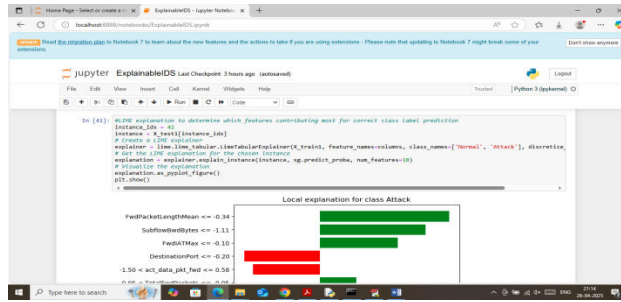 Home Page - Select or create a n
ExplainableIDS - Jupyter Noteboo
localhost:8888/notebooks/ExplainableIDS.ipynb
UPDATE Read the migration plan to Notebook 7 to learn about the new features and the actions to take if you are using extensions - Please note that updating to Notebook 7 might break some of your extensions.
Don't show anymore
jupyter ExplainableIDS Last Checkpoint: 3 hours ago (autosaved)
Logout
File Edit View Insert Cell Kernel Widgets Help
Trusted
Python 3 (ipykernel)
Run
Code
In [41]:
#LIME explanation to determine which features contributing most for correct class label prediction
instance_idx = 42
instance = X_test1[instance_idx]
# Create a LIME explainer
explainer = lime.lime_tabular.LimeTabularExplainer(X_train1, feature_names=columns, class_names=['Normal', 'Attack'], discretize_
# Get the LIME explanation for the chosen instance
explanation = explainer.explain_instance(instance, xg.predict_proba, num_features=10)
# Visualize the explanation
explanation.as_pyplot_figure()
plt.show()
Local explanation for class Attack
FwdPacketLengthMean <= -0.34
SubflowBwdBytes <= -1.11
FwdIATMax <= -0.10
DestinationPort <= -0.20
-1.50 < act_data_pkt_fwd <= 0.58
Type here to search
ENG
21:14
26-04-2025